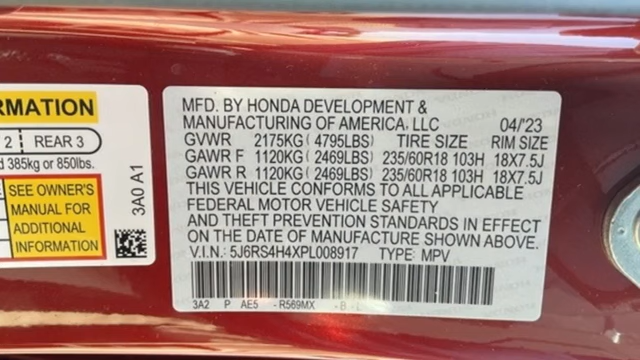 RMATION
2 REAR 3
d 385kg or 850lbs.
SEE OWNER'S
MANUAL FOR
ADDITIONAL
INFORMATION
3A0 A1
MFD. BY HONDA DEVELOPMENT &
MANUFACTURING OF AMERICA, LLC 04/'23
GVWR 2175KG ( 4795LBS) TIRE SIZE RIM SIZE
GAWR F 1120KG ( 2469LBS) 235/60R18 103H 18X7.5J
GAWR R 1120KG ( 2469LBS) 235/60R18 103H 18X7.5J
THIS VEHICLE CONFORMS TO ALL APPLICABLE
FEDERAL MOTOR VEHICLE SAFETY
AND THEFT PREVENTION STANDARDS IN EFFECT
ON THE DATE OF MANUFACTURE SHOWN ABOVE.
V.I.N.: 5J6RS4H4XPL008917 TYPE: MPV
3A2 P AE5 - R569MX - B -